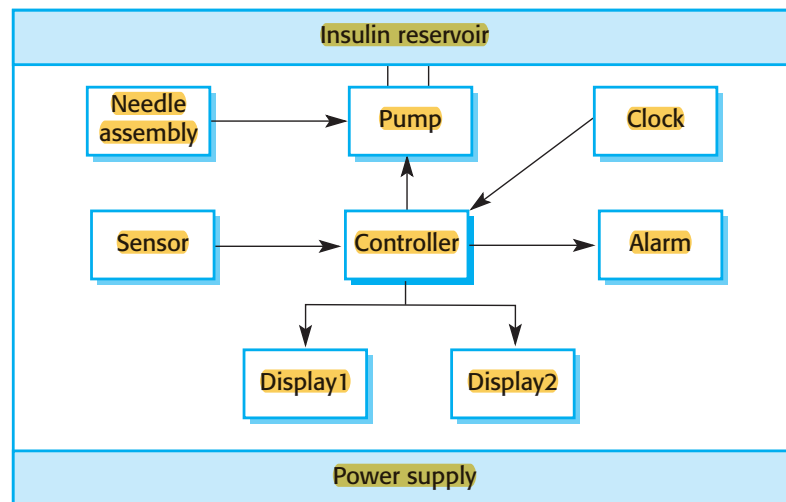 Insulin reservoir
Needle
assembly
Pump
Clock
Sensor
Controller
Alarm
Display1
Display2
Power supply